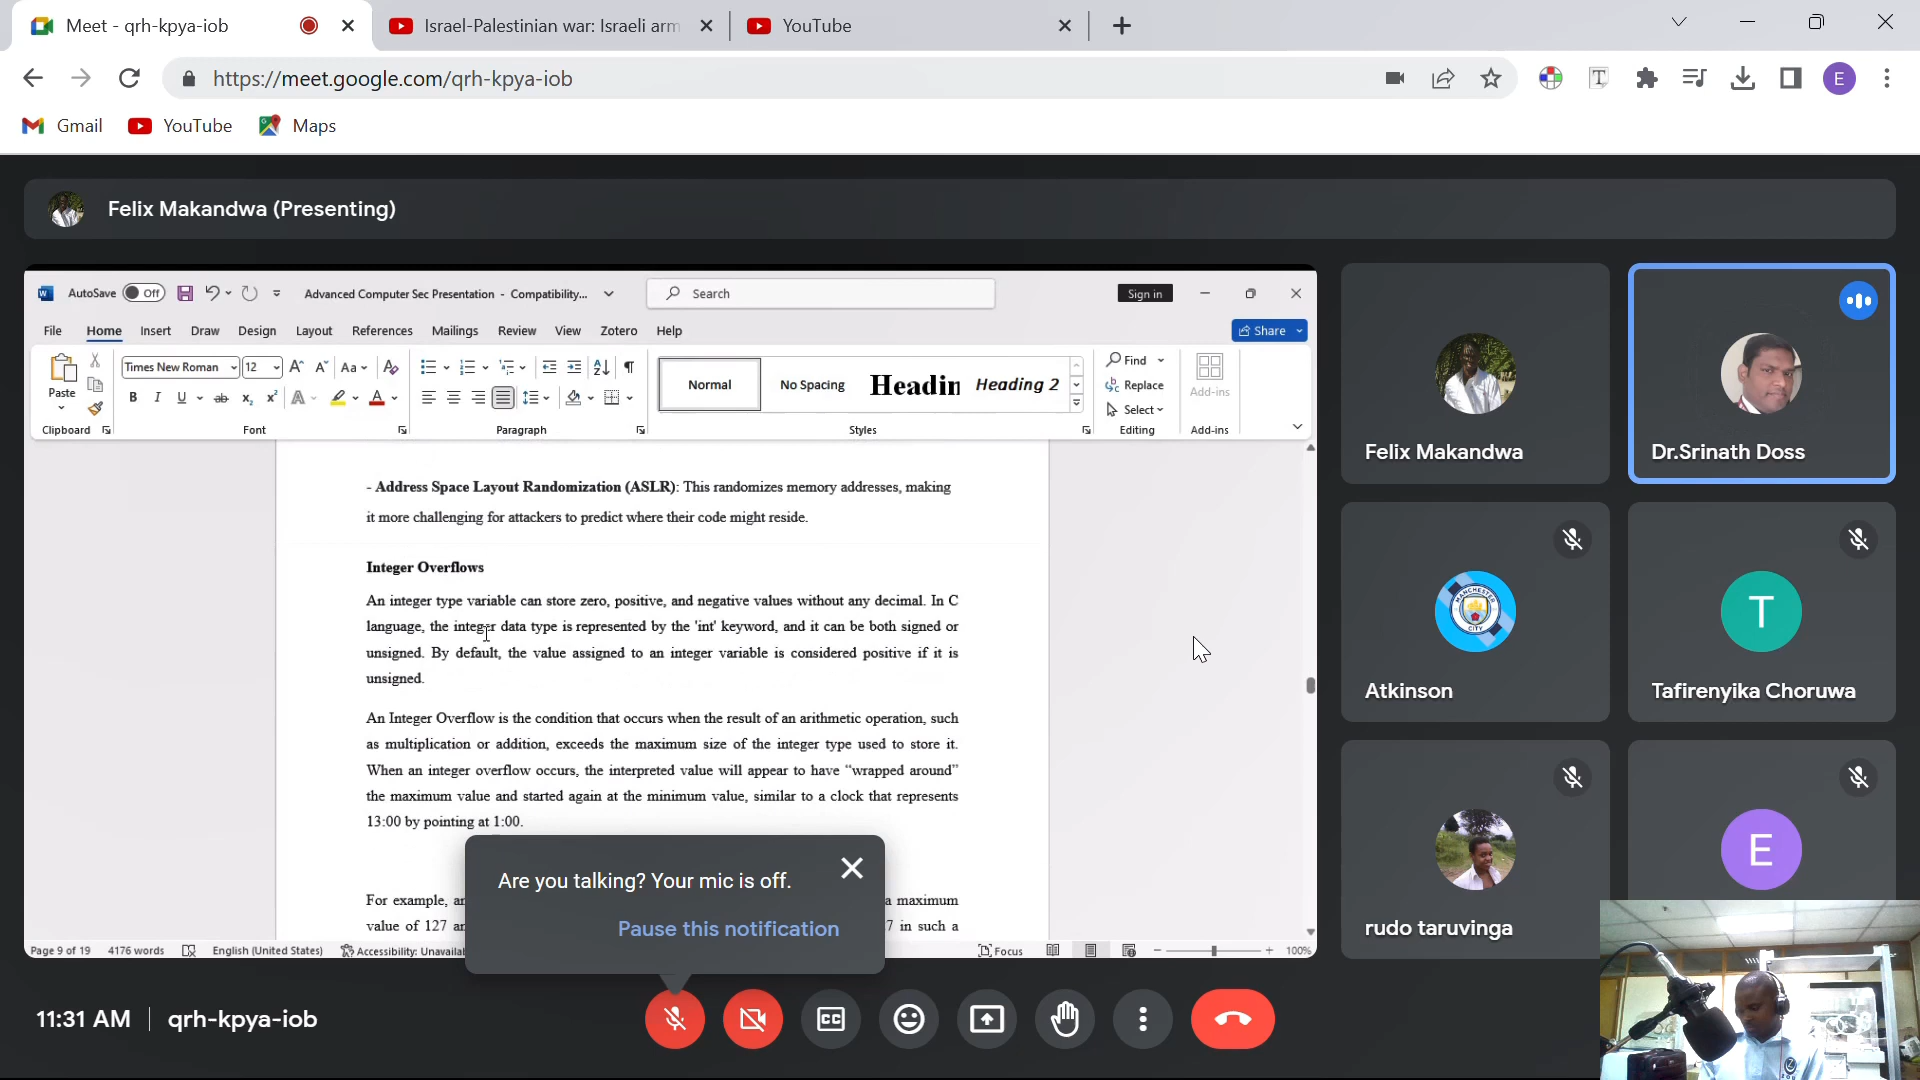 Meet - qrh-kpya-iob
Israel-Palestinian war: Israeli arm
YouTube
https://meet.google.com/qrh-kpya-iob
E
Gmail
YouTube
Maps
Felix Makandwa (Presenting)
AutoSave Off
Advanced Computer Sec Presentation - Compatibility...
Search
Sign in
File Home Insert Draw Design Layout References Mailings Review View Zotero Help
Share
Paste
Times New Roman 12
Normal
No Spacing
Headin
Heading 2
Find
Replace
Select
Add-ins
Clipboard Font Paragraph Styles Editing Add-ins
- Address Space Layout Randomization (ASLR): This randomizes memory addresses, making
it more challenging for attackers to predict where their code might reside.
Integer Overflows
An integer type variable can store zero, positive, and negative values without any decimal. In C
language, the integer data type is represented by the 'int' keyword, and it can be both signed or
unsigned. By default, the value assigned to an integer variable is considered positive if it is
unsigned.
An Integer Overflow is the condition that occurs when the result of an arithmetic operation, such
as multiplication or addition, exceeds the maximum size of the integer type used to store it.
When an integer overflow occurs, the interpreted value will appear to have “wrapped around”
the maximum value and started again at the minimum value, similar to a clock that represents
13:00 by pointing at 1:00.
For example, a maximum
value of 127 in such a
Page 9 of 19 4176 words English (United States) Accessibility: Focus 100%
Are you talking? Your mic is off.
Pause this notification
Felix Makandwa
Dr.Srinath Doss
Atkinson
T
Tafirenyika Choruwa
rudo taruvinga
E
11:31 AM qrh-kpya-iob